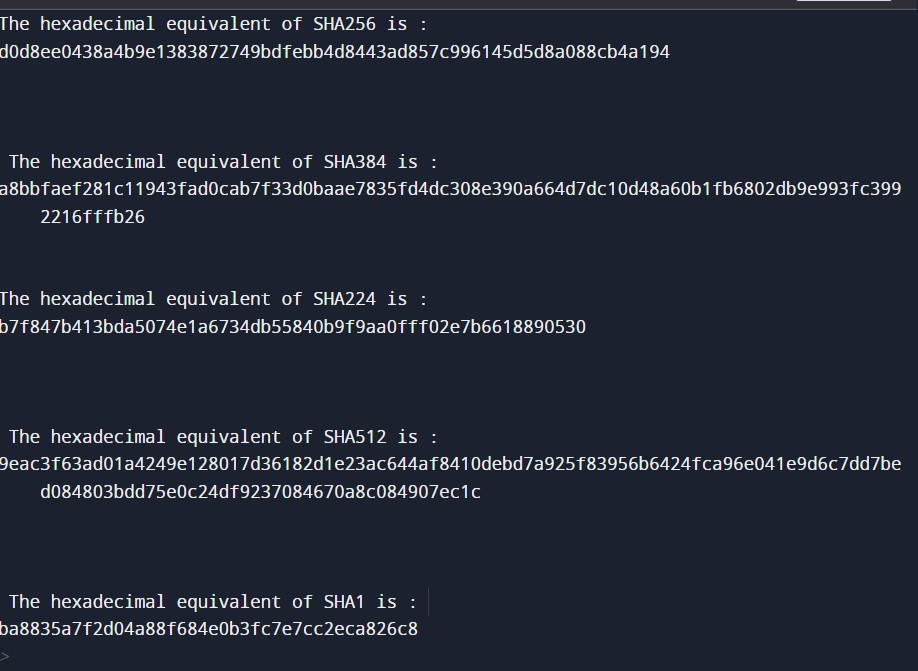 The hexadecimal equivalent of SHA256 is :
d0d8ee0438a4b9e1383872749bdfebb4d8443ad857c996145d5d8a088cb4a194
The hexadecimal equivalent of SHA384 is :
a8bbfaef281c11943fad0cab7f33d0baae7835fd4dc308e390a664d7dc10d48a60b1fb6802db9e993fc399
2216fffb26
The hexadecimal equivalent of SHA224 is :
b7f847b413bda5074e1a6734db55840b9f9aa0fff02e7b6618890530
The hexadecimal equivalent of SHA512 is :
9eac3f63ad01a4249e128017d36182d1e23ac644af8410debd7a925f83956b6424fca96e041e9d6c7dd7be
d084803bdd75e0c24df9237084670a8c084907ec1c
The hexadecimal equivalent of SHA1 is :
ba8835a7f2d04a88f684e0b3fc7e7cc2eca826c8
>